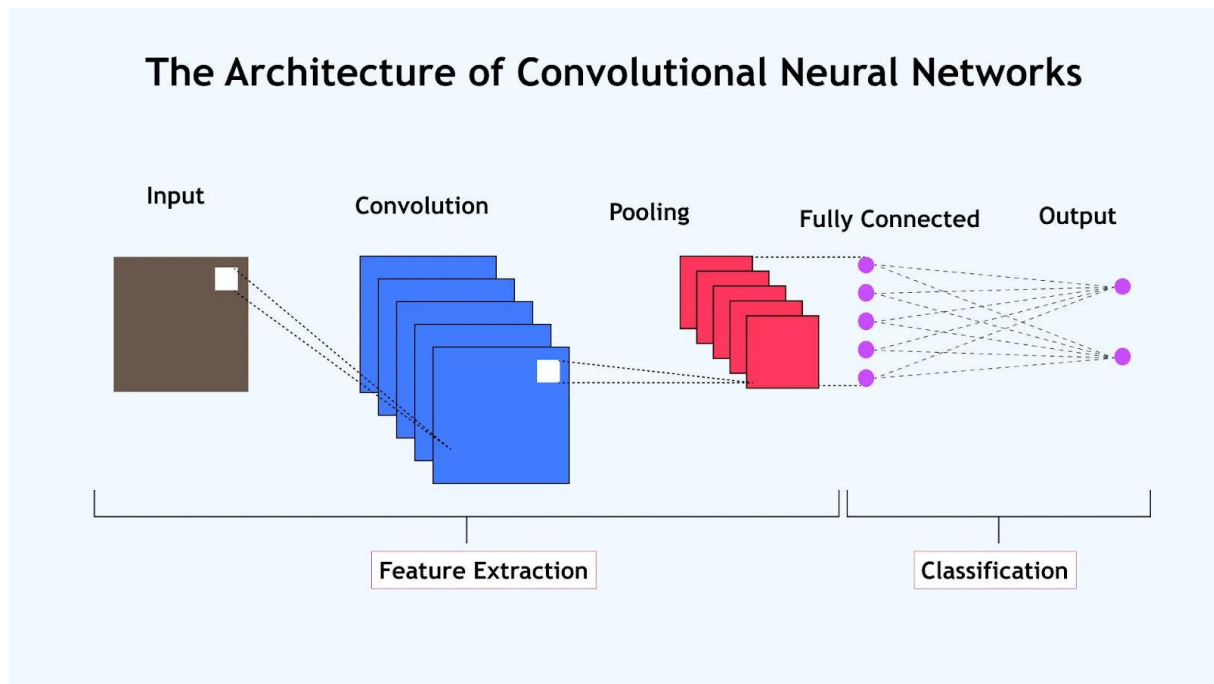 The Architecture of Convolutional Neural Networks
Input
Convolution
Pooling
Fully Connected
Output
Feature Extraction
Classification